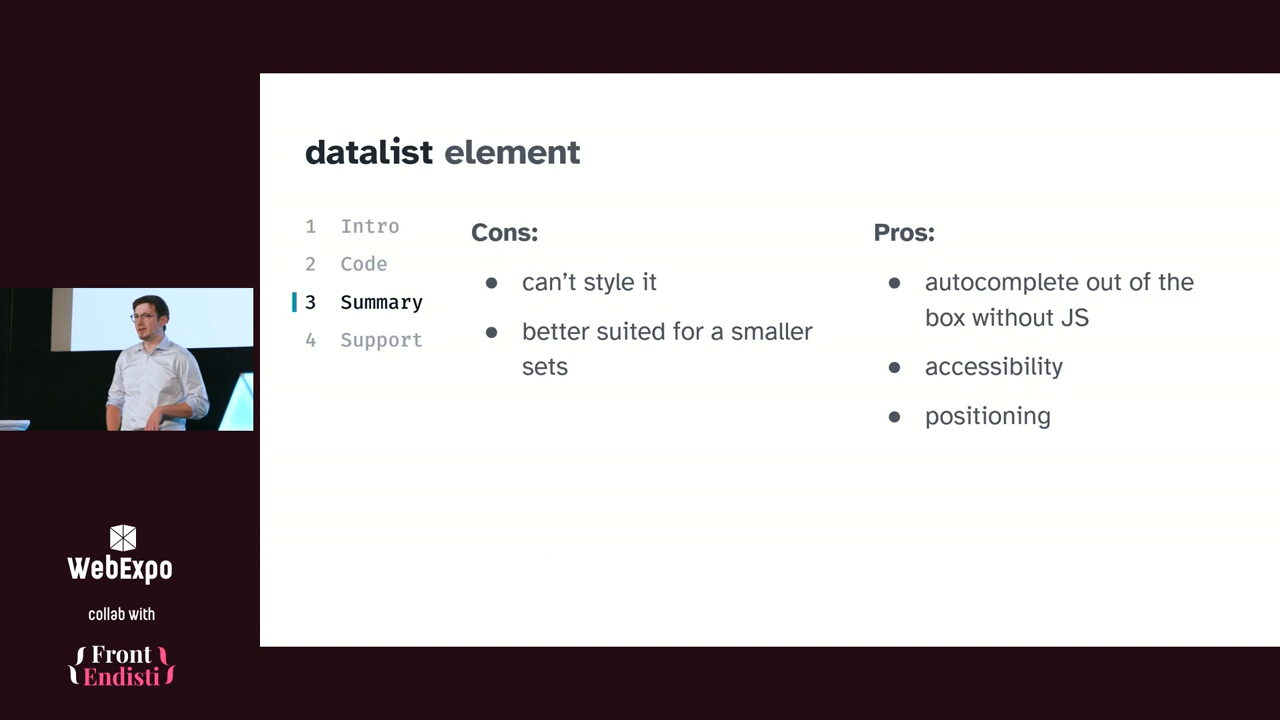 datalist element
1 Intro
2 Code
3 Summary
4 Support
Cons:
● can’t style it
● better suited for a smaller
sets
Pros:
● autocomplete out of the
box without JS
● accessibility
● positioning
WebExpo
collab with
{Front}
{Endisti}